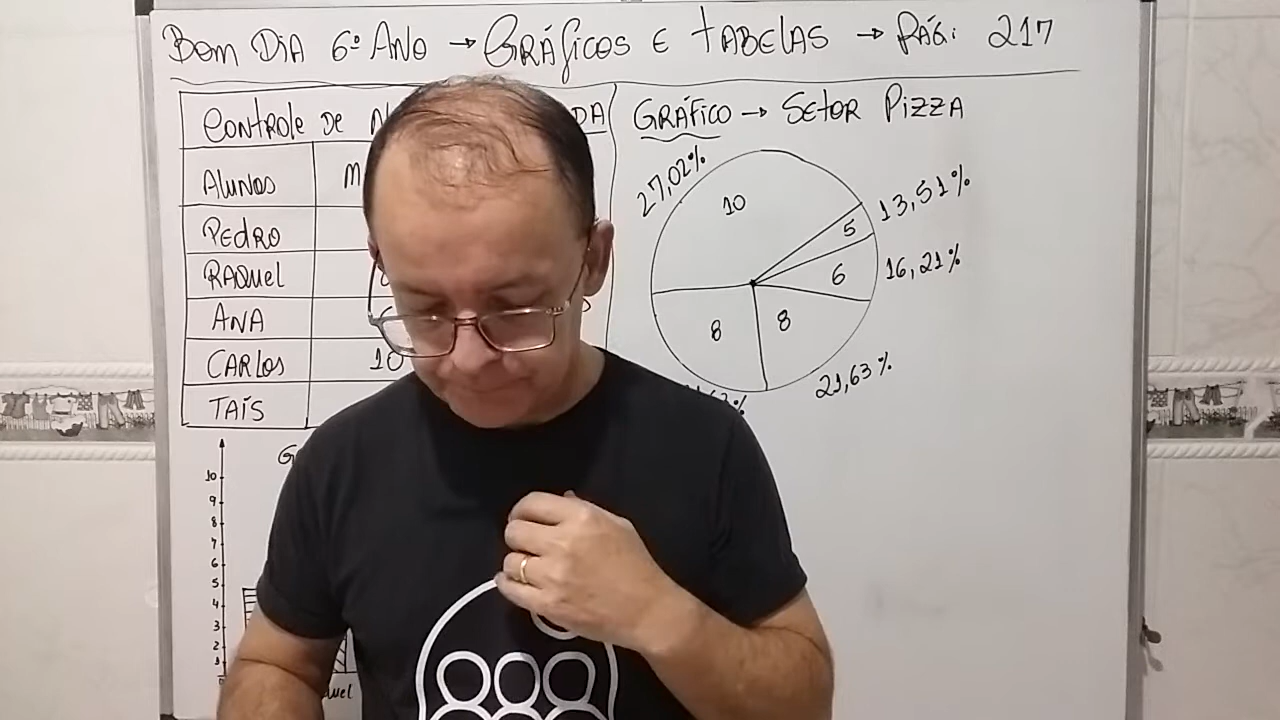 BOM DIA 6º ANO → GRÁFICOS E TABELAS → PÁG: 217
CONTROLE DE
ALUNOS
PEDRO
RAQUEL
ANA
CARLOS 10
TAÍS
10
9
8
7
6
5
4
3
2
1
GRÁFICO → SETOR PIZZA
27,02%
10
13,51%
5
16,21%
6
8
8
21,63%